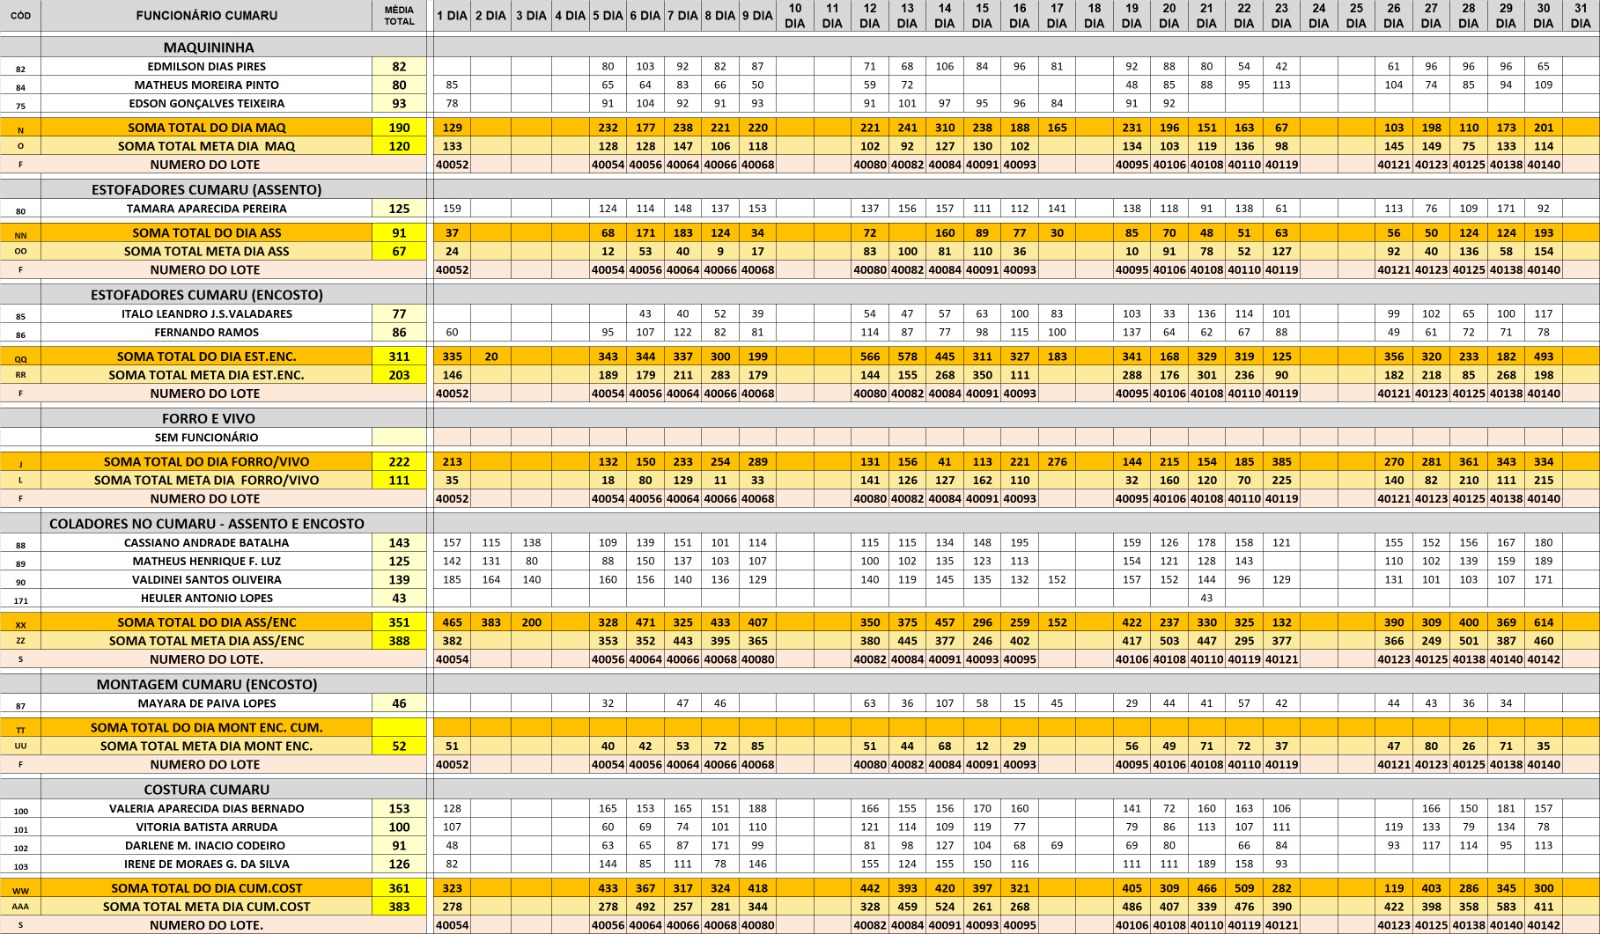 CÓD FUNCIONÁRIO CUMARU MÉDIA TOTAL 1 DIA 2 DIA 3 DIA 4 DIA 5 DIA 6 DIA 7 DIA 8 DIA 9 DIA 10 DIA 11 DIA 12 DIA 13 DIA 14 DIA 15 DIA 16 DIA 17 DIA 18 DIA 19 DIA 20 DIA 21 DIA 22 DIA 23 DIA 24 DIA 25 DIA 26 DIA 27 DIA 28 DIA 29 DIA 30 DIA 31 DIA
MAQUININHA
82 EDMILSON DIAS PIRES 82 80 103 92 82 87 71 68 106 84 96 81 92 88 80 54 42 61 96 96 96 65
84 MATHEUS MOREIRA PINTO 80 85 65 64 83 66 50 59 72 48 85 88 95 113 104 74 85 94 109
75 EDSON GONÇALVES TEIXEIRA 93 78 91 104 92 91 93 91 101 97 95 96 84 91 92
N SOMA TOTAL DO DIA MAQ 190 129 232 177 238 221 220 221 241 310 238 188 165 231 196 151 163 67 103 198 110 173 201
O SOMA TOTAL META DIA MAQ 120 133 128 128 147 106 118 102 92 127 130 102 134 103 119 136 98 145 149 75 133 114
F NUMERO DO LOTE 40052 40054 40056 40064 40066 40068 40080 40082 40084 40091 40093 40095 40106 40108 40110 40119 40121 40123 40125 40138 40140
ESTOFADORES CUMARU (ASSENTO)
80 TAMARA APARECIDA PEREIRA 125 159 124 114 148 137 153 137 156 157 111 112 141 138 118 91 138 61 113 76 109 171 92
NN SOMA TOTAL DO DIA ASS 91 37 68 171 183 124 34 72 160 89 77 30 85 70 48 51 63 56 50 124 124 193
OO SOMA TOTAL META DIA ASS 67 24 12 53 40 9 17 83 100 81 110 36 10 91 78 52 127 92 40 136 58 154
F NUMERO DO LOTE 40052 40054 40056 40064 40066 40068 40080 40082 40084 40091 40093 40095 40106 40108 40110 40119 40121 40123 40125 40138 40140
ESTOFADORES CUMARU (ENCOSTO)
85 ITALO LEANDRO J.S.VALADARES 77 43 40 52 39 54 47 57 63 100 83 103 33 136 114 101 99 102 65 100 117
86 FERNANDO RAMOS 86 60 95 107 122 82 81 114 87 77 98 115 100 137 64 62 67 88 49 61 72 71 78
QQ SOMA TOTAL DO DIA EST.ENC. 311 335 20 343 344 337 300 199 566 578 445 311 327 183 341 168 329 319 125 356 320 233 182 493
RR SOMA TOTAL META DIA EST.ENC. 203 146 189 179 211 283 179 144 155 268 350 111 288 176 301 236 90 182 218 85 268 198
F NUMERO DO LOTE 40052 40054 40056 40064 40066 40068 40080 40082 40084 40091 40093 40095 40106 40108 40110 40119 40121 40123 40125 40138 40140
FORRO E VIVO
SEM FUNCIONÁRIO
J SOMA TOTAL DO DIA FORRO/VIVO 222 213 132 150 233 254 289 131 156 41 113 221 276 144 215 154 185 385 270 281 361 343 334
L SOMA TOTAL META DIA FORRO/VIVO 111 35 18 80 129 11 33 141 126 127 162 110 32 160 120 70 225 140 82 210 111 215
F NUMERO DO LOTE 40052 40054 40056 40064 40066 40068 40080 40082 40084 40091 40093 40095 40106 40108 40110 40119 40121 40123 40125 40138 40140
COLADORES NO CUMARU - ASSENTO E ENCOSTO
88 CASSIANO ANDRADE BATALHA 143 157 115 138 109 139 151 101 114 115 115 134 148 195 159 126 178 158 121 155 152 156 167 180
89 MATHEUS HENRIQUE F. LUZ 125 142 131 80 88 150 137 103 107 100 102 135 123 113 154 121 128 143 110 102 139 159 189
90 VALDINEI SANTOS OLIVEIRA 139 185 164 140 160 156 140 136 129 140 119 145 135 132 152 157 152 144 96 129 131 101 103 107 171
171 HEULER ANTONIO LOPES 43 43
XX SOMA TOTAL DO DIA ASS/ENC 351 465 383 200 328 471 325 433 407 350 375 457 296 259 152 422 237 330 325 132 390 309 400 369 614
ZZ SOMA TOTAL META DIA ASS/ENC 388 382 353 352 443 395 365 380 445 377 246 402 417 503 447 295 377 366 249 501 387 460
S NUMERO DO LOTE. 40054 40056 40064 40066 40068 40080 40082 40084 40091 40093 40095 40106 40108 40110 40119 40121 40123 40125 40138 40140 40142
MONTAGEM CUMARU (ENCOSTO)
87 MAYARA DE PAIVA LOPES 46 32 47 46 63 36 107 58 15 45 29 44 41 57 42 44 43 36 34
TT SOMA TOTAL DO DIA MONT ENC. CUM.
UU SOMA TOTAL META DIA MONT ENC. 52 51 40 42 53 72 85 51 44 68 12 29 56 49 71 72 37 47 80 26 71 35
F NUMERO DO LOTE 40052 40054 40056 40064 40066 40068 40080 40082 40084 40091 40093 40095 40106 40108 40110 40119 40121 40123 40125 40138 40140
COSTURA CUMARU
100 VALERIA APARECIDA DIAS BERNADO 153 128 165 153 165 151 188 166 155 156 170 160 141 72 160 163 106 166 150 181 157
101 VITORIA BATISTA ARRUDA 100 107 60 69 74 101 110 121 114 109 119 77 79 86 113 107 111 119 133 79 134 78
102 DARLENE M. INACIO CODEIRO 91 48 63 65 87 171 99 81 98 127 104 68 69 69 80 66 84 93 117 114 95 113
103 IRENE DE MORAES G. DA SILVA 126 82 144 85 111 78 146 155 124 155 150 116 111 111 189 158 93
WW SOMA TOTAL DO DIA CUM.COST 361 323 433 367 317 324 418 442 393 420 397 321 405 309 466 509 282 119 403 286 345 300
AAA SOMA TOTAL META DIA CUM.COST 383 278 278 492 257 281 344 328 459 524 261 268 486 407 339 476 390 422 398 358 583 411
S NUMERO DO LOTE. 40054 40056 40064 40066 40068 40080 40082 40084 40091 40093 40095 40106 40108 40110 40119 40121 40123 40125 40138 40140 40142